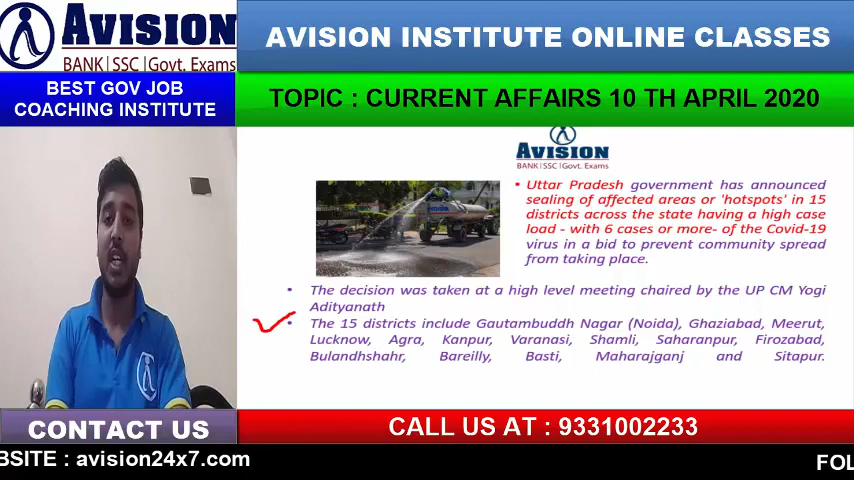 AVISION
BANK|SSC|Govt. Exams
BEST GOV JOB
COACHING INSTITUTE
AVISION INSTITUTE ONLINE CLASSES
TOPIC : CURRENT AFFAIRS 10 TH APRIL 2020
AVISION
BANK|SSC|Govt. Exams
• Uttar Pradesh government has announced
sealing of affected areas or 'hotspots' in 15
districts across the state having a high case
load - with 6 cases or more- of the Covid-19
virus in a bid to prevent community spread
from taking place.
• The decision was taken at a high level meeting chaired by the UP CM Yogi
Adityanath
• The 15 districts include Gautambuddh Nagar (Noida), Ghaziabad, Meerut,
Lucknow, Agra, Kanpur, Varanasi, Shamli, Saharanpur, Firozabad,
Bulandhshahr, Bareilly, Basti, Maharajganj and Sitapur.
CONTACT US
CALL US AT : 9331002233
BSITE : avision24x7.com
FOL